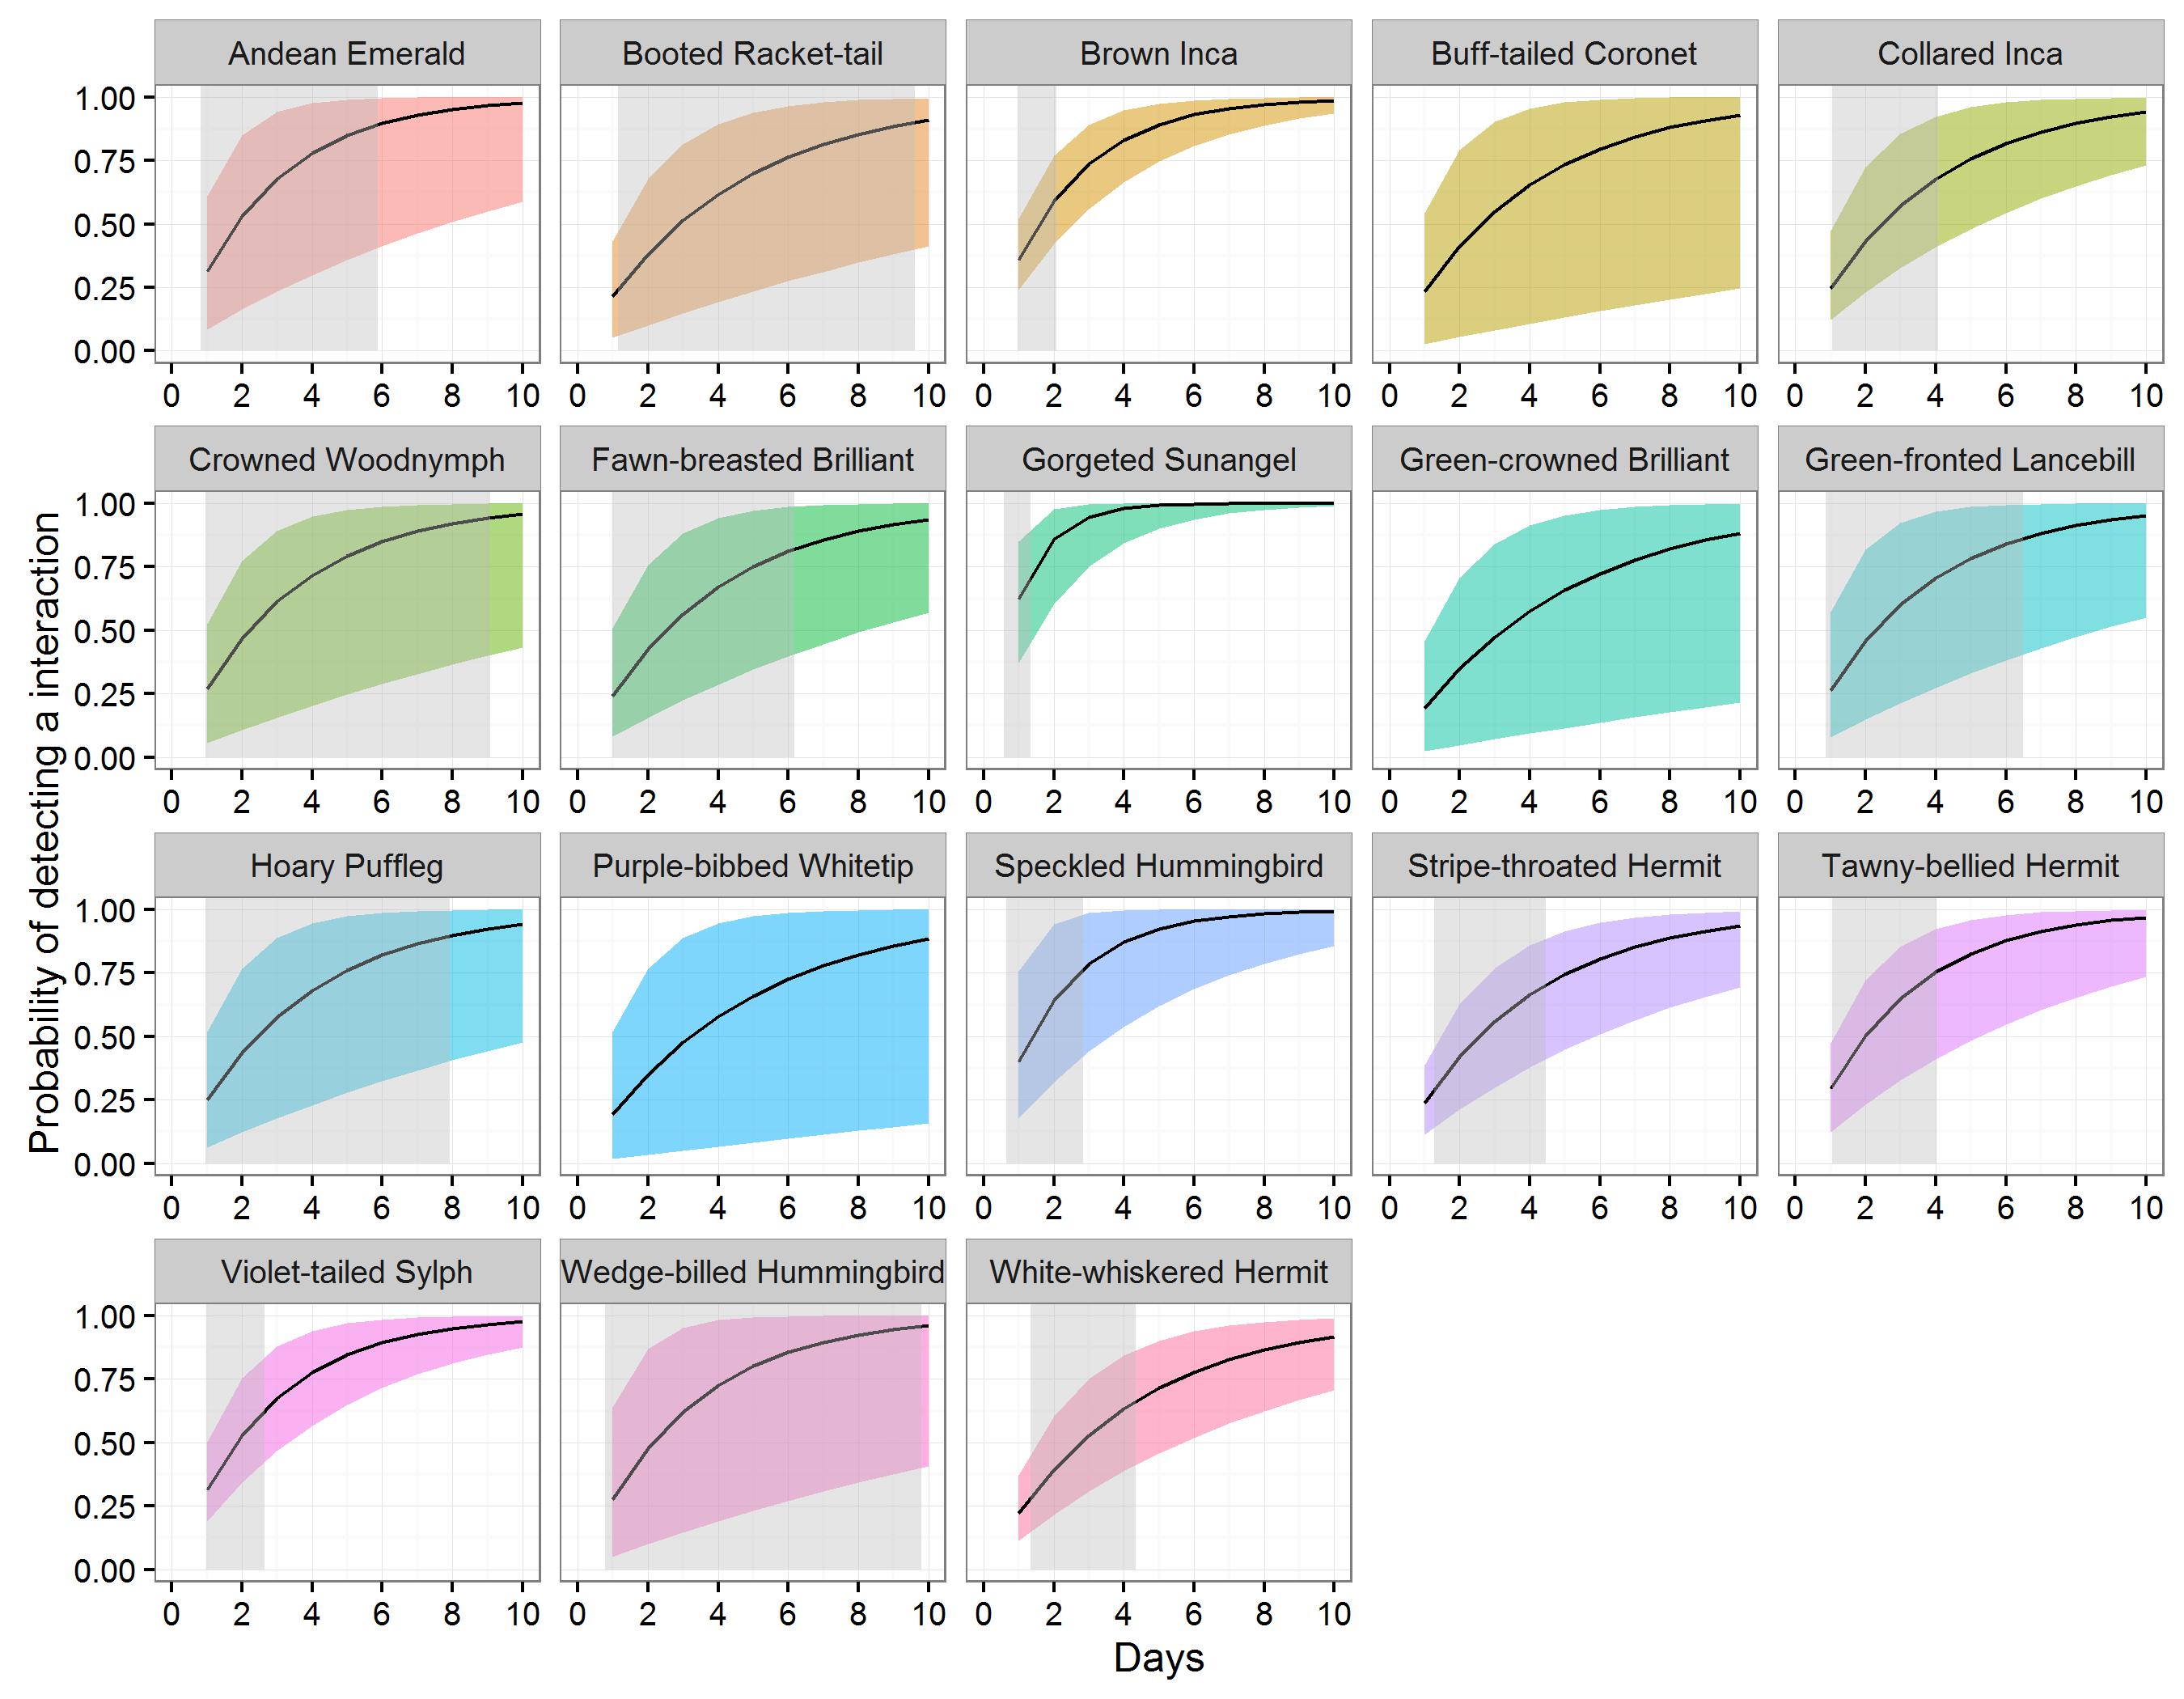 Andean Emerald
Booted Racket-tail
Brown Inca
Buff-tailed Coronet
Collared Inca
1.00
0.75
0.50
0.25
0.00
0 2 4 6 8 10
0 2 4 6 8 10
0 2 4 6 8 10
0 2 4 6 8 10
0 2 4 6 8 10
Crowned Woodnymph
Fawn-breasted Brilliant
Gorgeted Sunangel
Green-crowned Brilliant
Green-fronted Lancebill
1.00
0.75
0.50
0.25
0.00
0 2 4 6 8 10
0 2 4 6 8 10
0 2 4 6 8 10
0 2 4 6 8 10
0 2 4 6 8 10
Probability of detecting a interaction
Hoary Puffleg
Purple-bibbed Whitetip
Speckled Hummingbird
Stripe-throated Hermit
Tawny-bellied Hermit
1.00
0.75
0.50
0.25
0.00
0 2 4 6 8 10
0 2 4 6 8 10
0 2 4 6 8 10
0 2 4 6 8 10
0 2 4 6 8 10
Violet-tailed Sylph
Wedge-billed Hummingbird
White-whiskered Hermit
1.00
0.75
0.50
0.25
0.00
0 2 4 6 8 10
0 2 4 6 8 10
0 2 4 6 8 10
Days